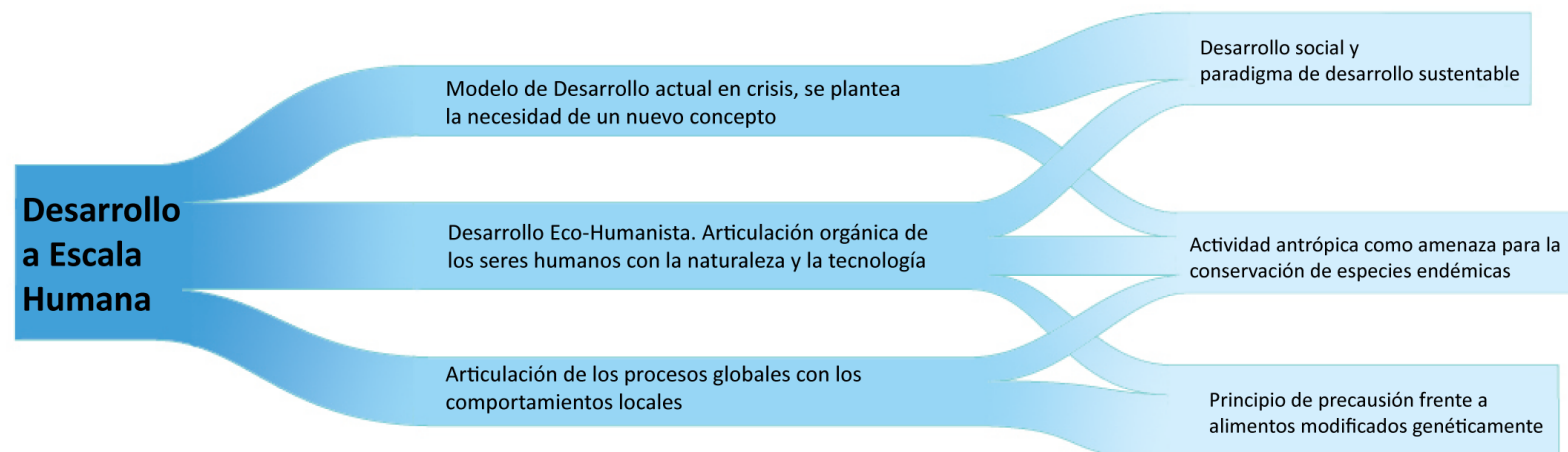 Desarrollo
a Escala
Humana
Modelo de Desarrollo actual en crisis, se plantea
la necesidad de un nuevo concepto
Desarrollo Eco-Humanista. Articulación orgánica de
los seres humanos con la naturaleza y la tecnología
Articulación de los procesos globales con los
comportamientos locales
Desarrollo social y
paradigma de desarrollo sustentable
Actividad antrópica como amenaza para la
conservación de especies endémicas
Principio de precausión frente a
alimentos modificados genéticamente